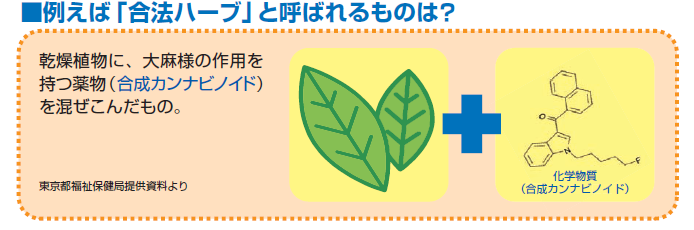 ■例えば「合法ハーブ」と呼ばれるものは？
乾燥植物に、大麻様の作用を
持つ薬物（合成カンナビノイド）
を混ぜこんだもの。
東京都福祉保健局提供資料より
O
N
F
化学物質
（合成カンナビノイド）